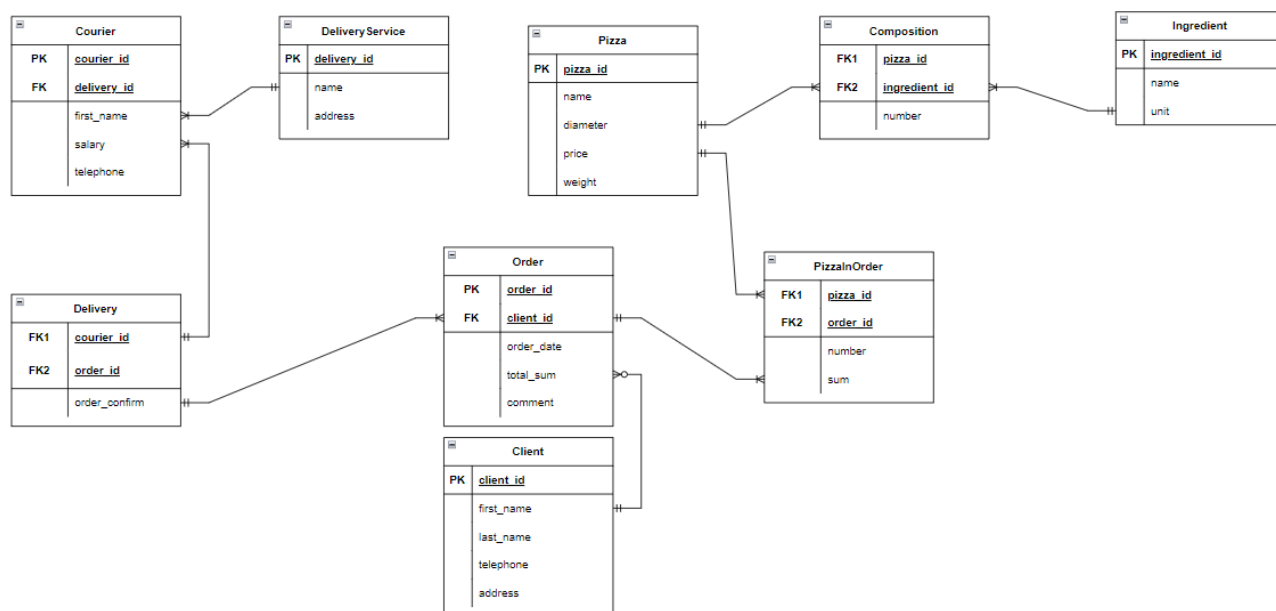 Courier
PK courier_id
FK delivery_id
first_name
salary
telephone
DeliveryService
PK delivery_id
name
address
Pizza
PK pizza_id
name
diameter
price
weight
Composition
FK1 pizza_id
FK2 ingredient_id
number
Ingredient
PK ingredient_id
name
unit
Delivery
FK1 courier_id
FK2 order_id
order_confirm
Order
PK order_id
FK client_id
order_date
total_sum
comment
PizzaInOrder
FK1 pizza_id
FK2 order_id
number
sum
Client
PK client_id
first_name
last_name
telephone
address